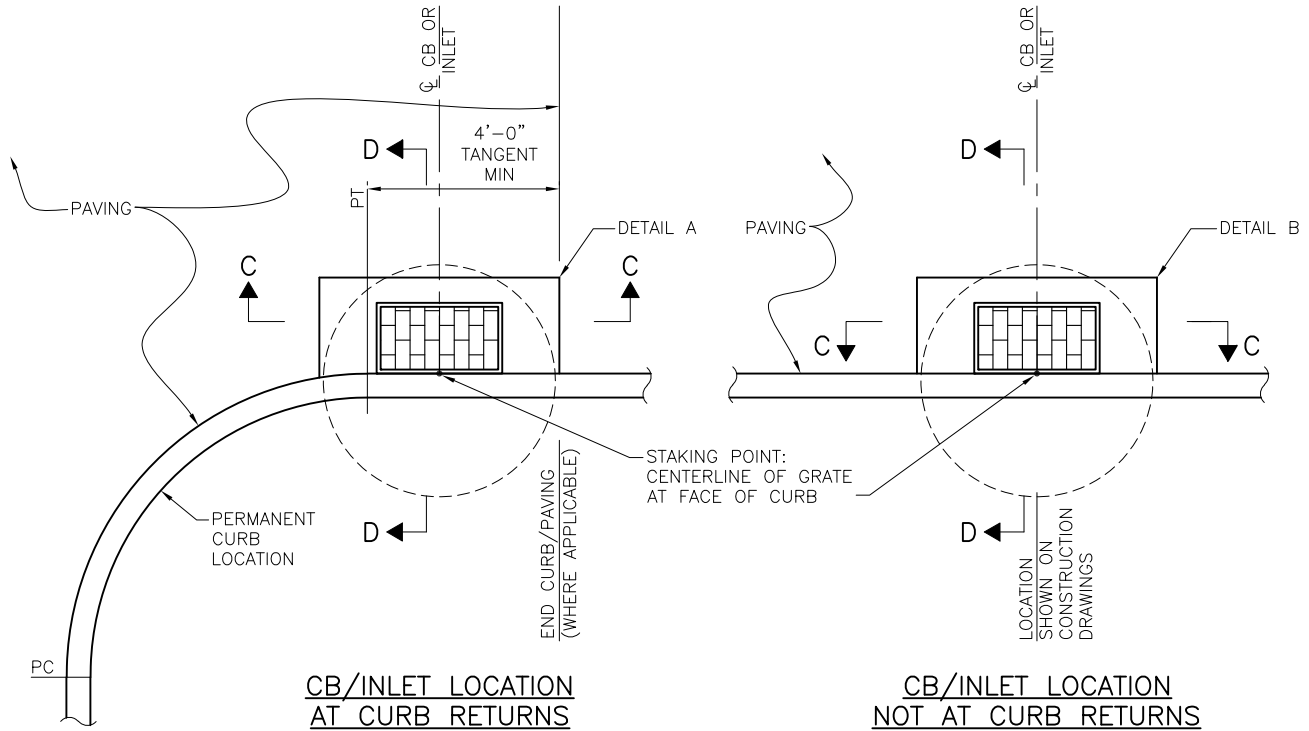 ℄ CB OR
INLET
4'-0"
TANGENT
MIN
D
PT
PAVING
DETAIL A
C
C
D
PERMANENT
CURB
LOCATION
END CURB/PAVING
(WHERE APPLICABLE)
PC
CB/INLET LOCATION
AT CURB RETURNS
STAKING POINT:
CENTERLINE OF GRATE
AT FACE OF CURB
℄ CB OR
INLET
D
PAVING
DETAIL B
C
C
D
LOCATION
SHOWN ON
CONSTRUCTION
DRAWINGS
CB/INLET LOCATION
NOT AT CURB RETURNS